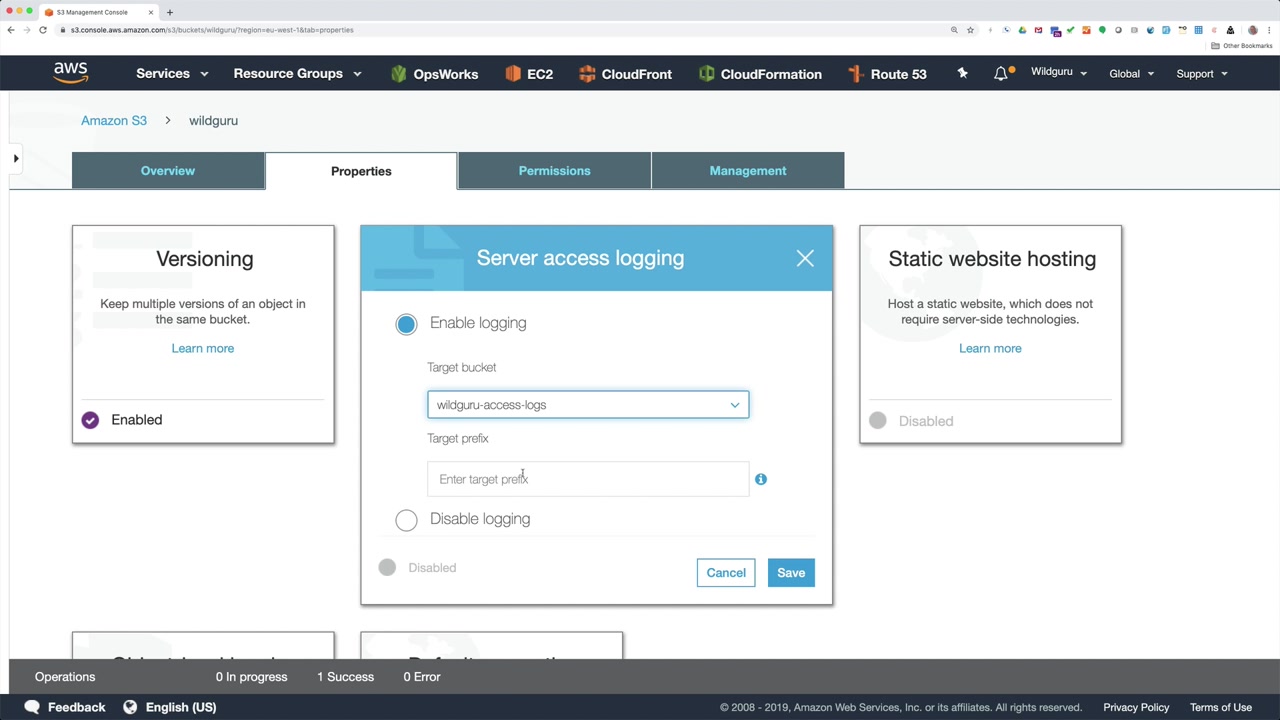 S3 Management Console
s3.console.aws.amazon.com/s3/buckets/wildguru/?region=eu-west-1&tab=properties
Other Bookmarks
aws
Services
Resource Groups
OpsWorks
EC2
CloudFront
CloudFormation
Route 53
Wildguru
Global
Support
Amazon S3
wildguru
Overview
Properties
Permissions
Management
Versioning
Keep multiple versions of an object in
the same bucket.
Learn more
Enabled
Server access logging
Enable logging
Target bucket
wildguru-access-logs
Target prefix
Enter target prefix
Disable logging
Disabled
Cancel
Save
Static website hosting
Host a static website, which does not
require server-side technologies.
Learn more
Disabled
Operations
0 In progress
1 Success
0 Error
Feedback
English (US)
© 2008 - 2019, Amazon Web Services, Inc. or its affiliates. All rights reserved.
Privacy Policy
Terms of Use